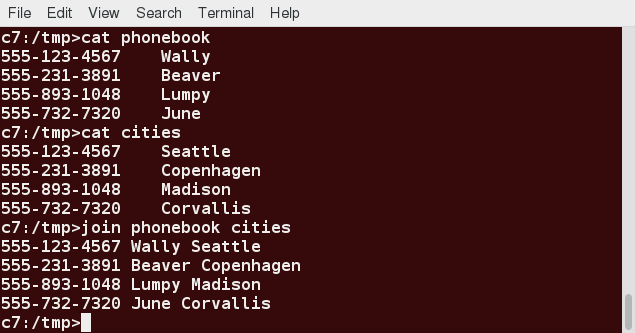 File Edit View Search Terminal Help
c7:/tmp>cat phonebook
555-123-4567    Wally
555-231-3891    Beaver
555-893-1048    Lumpy
555-732-7320    June
c7:/tmp>cat cities
555-123-4567    Seattle
555-231-3891    Copenhagen
555-893-1048    Madison
555-732-7320    Corvallis
c7:/tmp>join phonebook cities
555-123-4567 Wally Seattle
555-231-3891 Beaver Copenhagen
555-893-1048 Lumpy Madison
555-732-7320 June Corvallis
c7:/tmp>